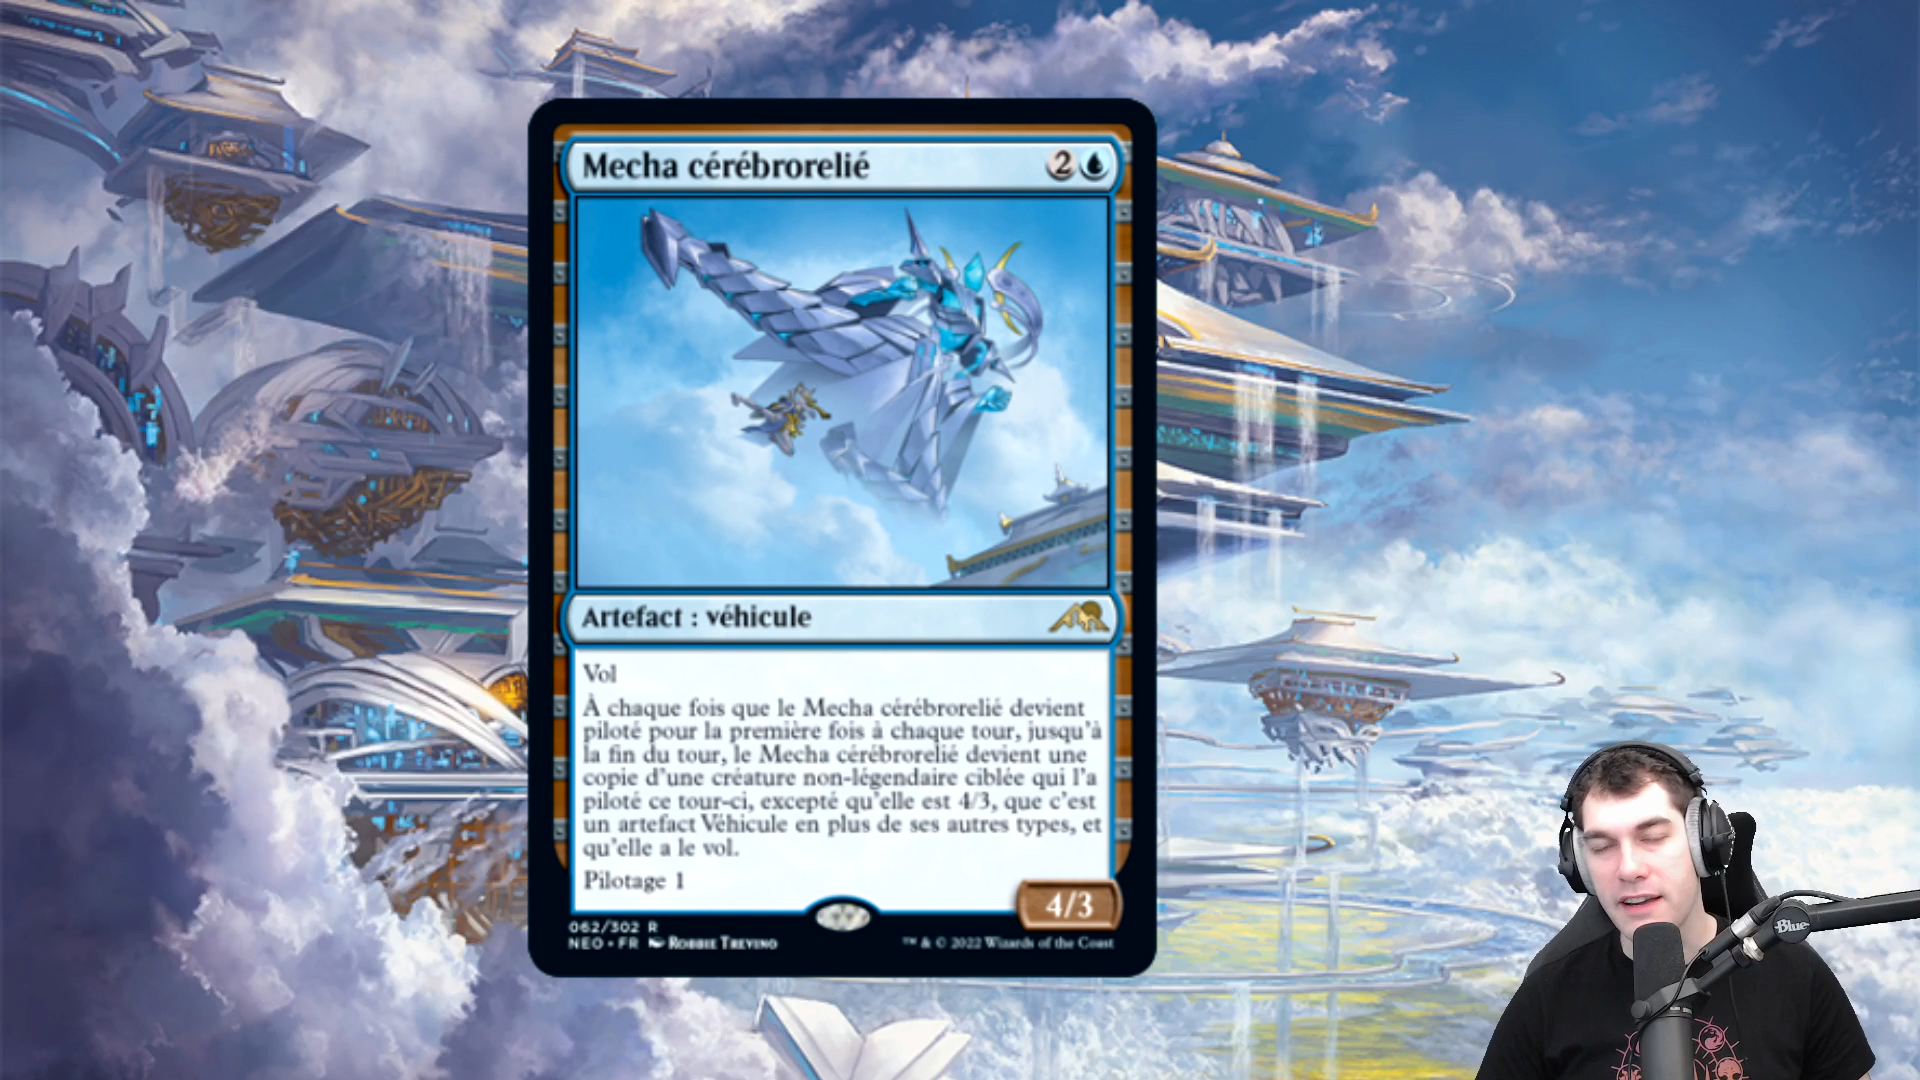 Mecha cérébrorelié 2
Artefact : véhicule
Vol
À chaque fois que le Mecha cérébrorelié devient
piloté pour la première fois à chaque tour, jusqu'à
la fin du tour, le Mecha cérébrorelié devient une
copie d'une créature non-légendaire ciblée qui l'a
piloté ce tour-ci, excepté qu'elle est 4/3, que c'est
un artefact Véhicule en plus de ses autres types, et
qu'elle a le vol.
Pilotage 1
4/3
062/302 R
NEO • FR Robbie Trevino
™ & © 2022 Wizards of the Coast
Blue